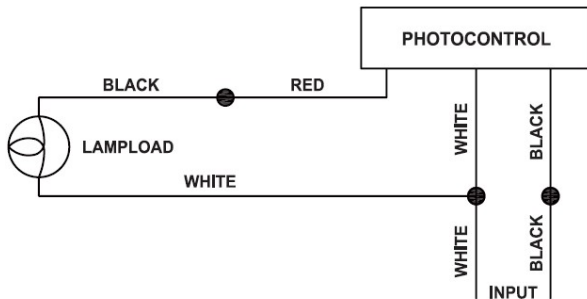 PHOTOCONTROL
BLACK
RED
LAMPLOAD
WHITE
WHITE
BLACK
WHITE
BLACK
INPUT